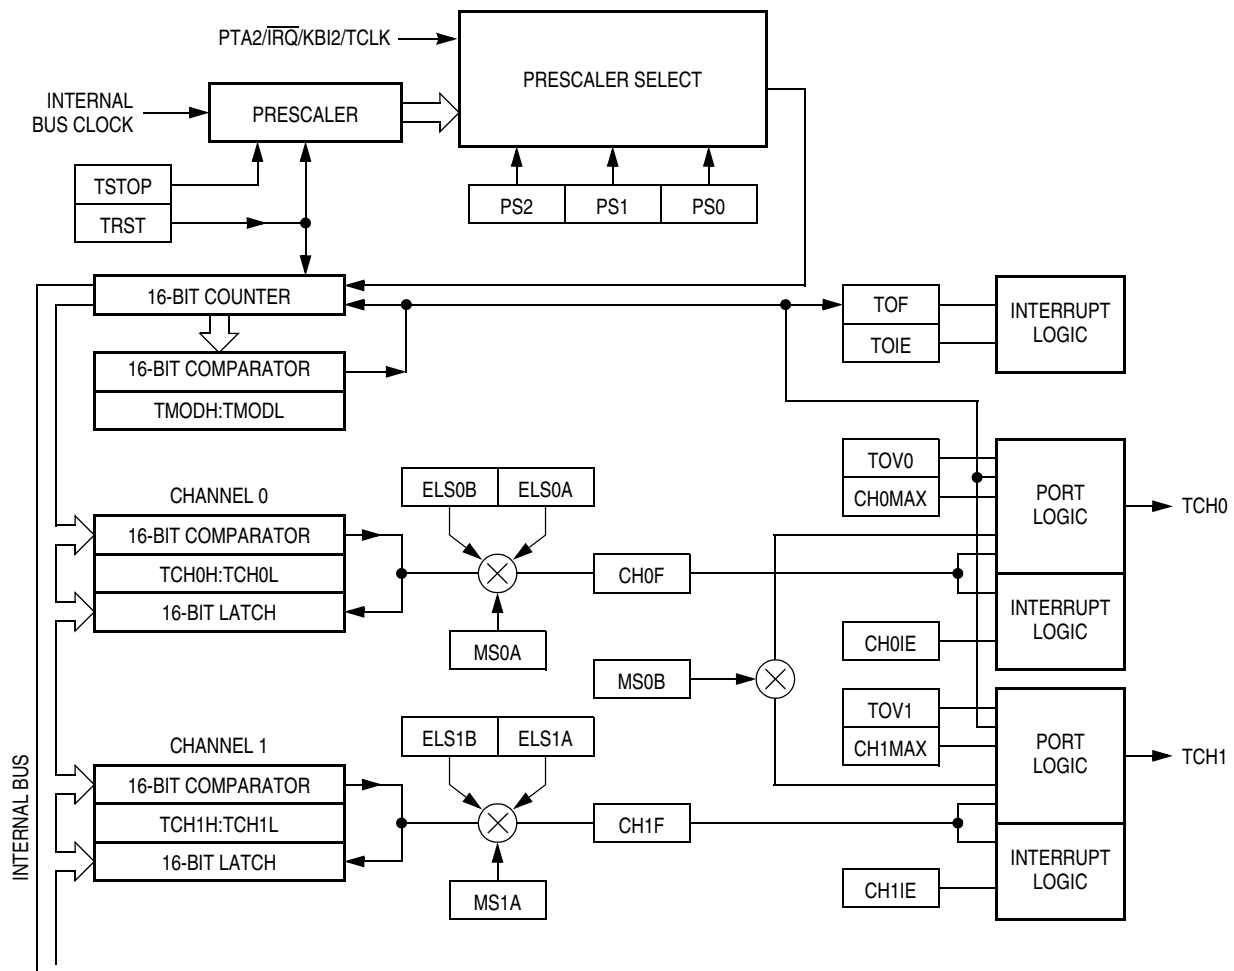 PTA2/IRQ/KBI2/TCLK
PRESCALER SELECT
INTERNAL
BUS CLOCK
PRESCALER
TSTOP
TRST
PS2
PS1
PS0
16-BIT COUNTER
16-BIT COMPARATOR
TMODH:TMODL
TOF
TOIE
INTERRUPT
LOGIC
CHANNEL 0
16-BIT COMPARATOR
TCH0H:TCH0L
16-BIT LATCH
ELS0B
ELS0A
MS0A
CH0F
TOV0
CH0MAX
PORT
LOGIC
TCH0
INTERRUPT
LOGIC
CH0IE
MS0B
CHANNEL 1
16-BIT COMPARATOR
TCH1H:TCH1L
16-BIT LATCH
ELS1B
ELS1A
MS1A
CH1F
TOV1
CH1MAX
PORT
LOGIC
TCH1
INTERRUPT
LOGIC
CH1IE
INTERNAL BUS